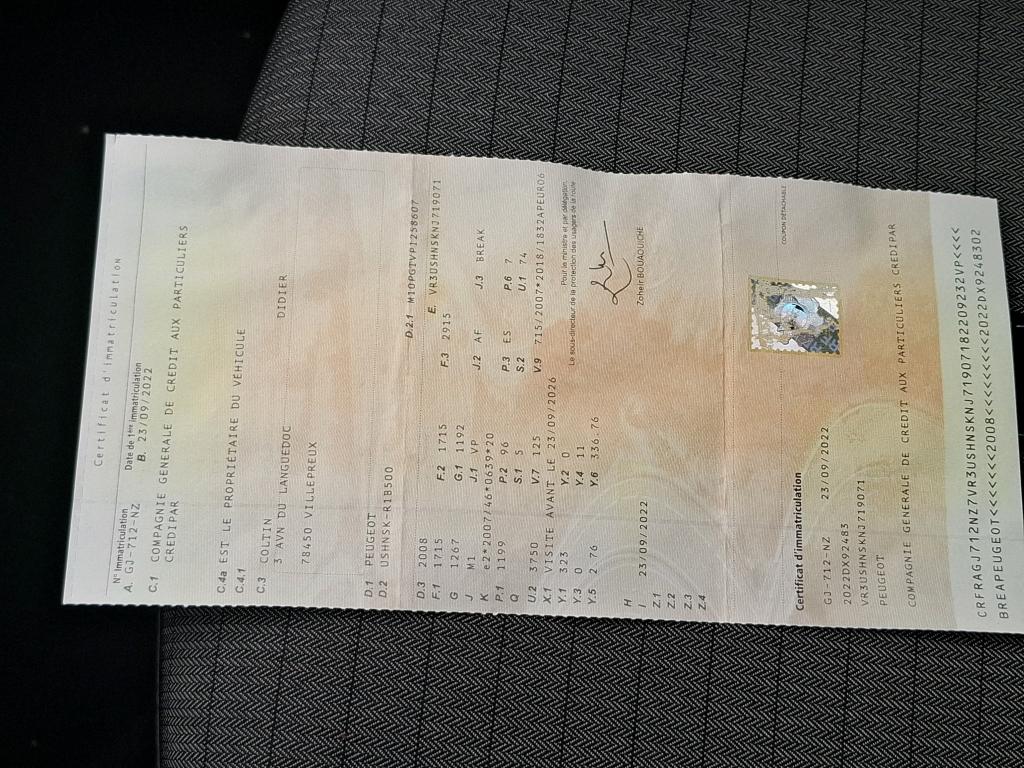 Certificat d'immatriculation
N° Immatriculation Date de 1ère immatriculation
A. GJ-712-NZ B. 23/09/2022
C.1 COMPAGNIE GENERALE DE CREDIT AUX PARTICULIERS
CREDIPAR
C.4a EST LE PROPRIÉTAIRE DU VÉHICULE
C.4.1
C.3 COLTIN DIDIER
3 AVN DU LANGUEDOC
78450 VILLEPREUX
D.1 PEUGEOT
D.2 USHNSK-R1B500
D.2.1 M10PGTVP1258607
D.3 2008 E. VR3USHNSKNJ719071
F.1 1715 F.2 1715 F.3 2915
G 1267 G.1 1192
J M1 J.1 VP J.2 AF J.3 BREAK
K e2*2007/46*0639*20
P.1 1199 P.2 96 P.3 ES P.6 7
Q S.1 5 S.2 U.1 74
U.2 3750 V.7 125 V.9 715/2007*2018/1832APEURO6
X.1 VISITE AVANT LE 23/09/2026
Y.1 323 Y.2 0
Y.3 0 Y.4 11
Y.5 2.76 Y.6 336.76
Pour le ministre et par délégation,
Le sous-directeur de la protection des usagers de la route
H
I 23/09/2022
Zoheir BOUAOUICHE
Z.1
Z.2
Z.3
Z.4
COUPON DÉTACHABLE
Certificat d'immatriculation
GJ-712-NZ 23/09/2022
2022DX92483
VR3USHNSKNJ719071
PEUGEOT
COMPAGNIE GENERALE DE CREDIT AUX PARTICULIERS CREDIPAR
CRFRAGJ712NZ7VR3USHNSKNJ71907182209232VP<<<<
BREAPEUGEOT<<<<<<2008<<<<<<<<<2022DX9248302